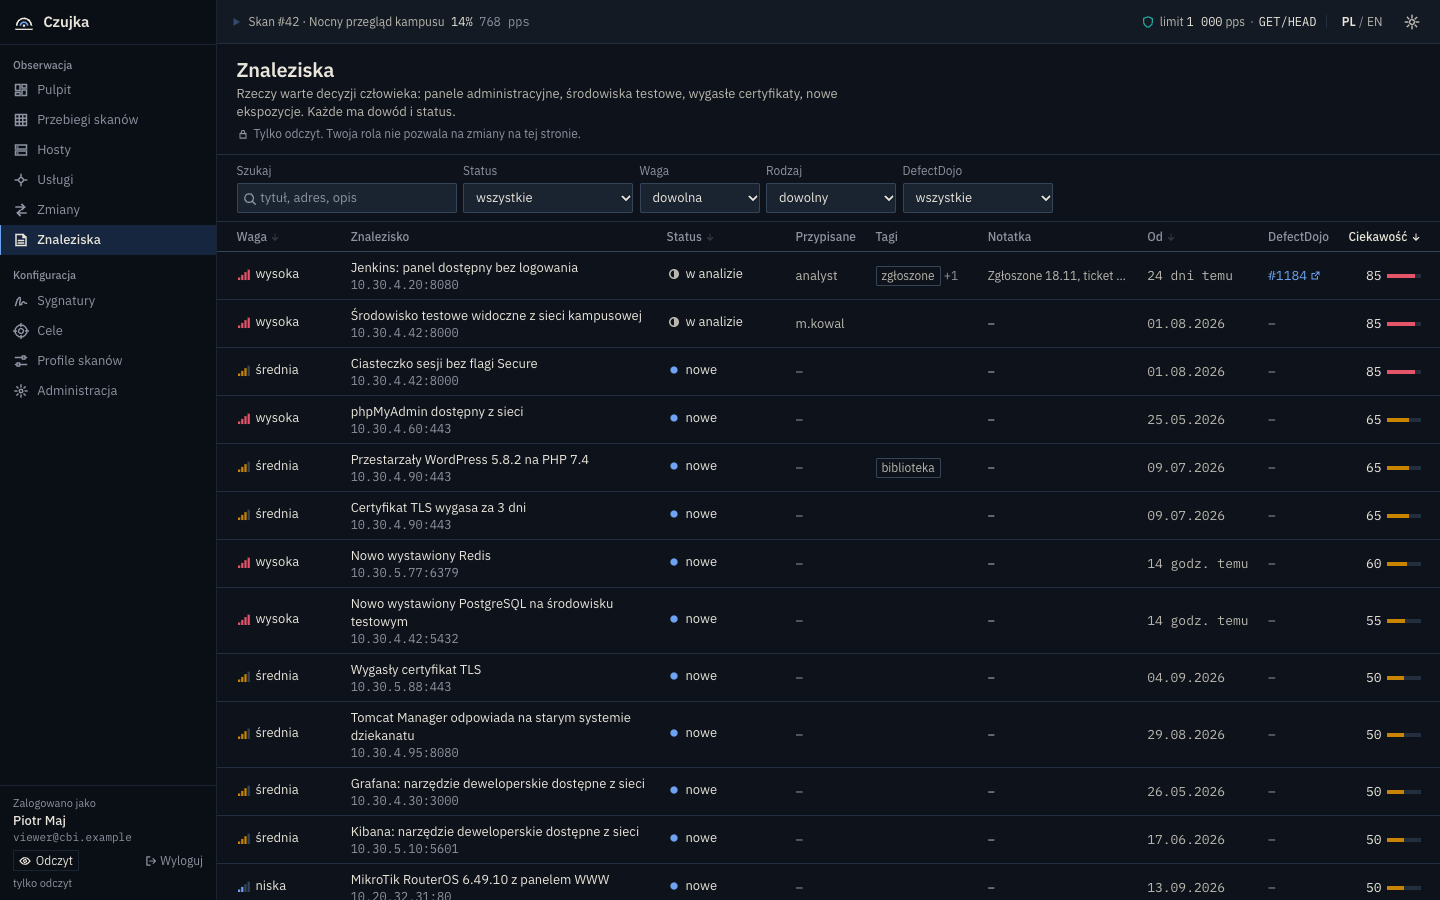 Czujka
Skan #42 · Nocny przegląd kampusu 14% 768 pps
limit 1 000 pps · GET/HEAD PL / EN
Obserwacja
Pulpit
Przebiegi skanów
Hosty
Usługi
Zmiany
Znaleziska
Konfiguracja
Sygnatury
Cele
Profile skanów
Administracja
Zalogowano jako
Piotr Maj
viewer@cbi.example
Odczyt Wyloguj
tylko odczyt
Znaleziska
Rzeczy warte decyzji człowieka: panele administracyjne, środowiska testowe, wygasłe certyfikaty, nowe
ekspozycje. Każde ma dowód i status.
Tylko odczyt. Twoja rola nie pozwala na zmiany na tej stronie.
Szukaj Status Waga Rodzaj DefectDojo
tytuł, adres, opis wszystkie dowolna dowolny wszystkie
Waga ↓ Znalezisko Status ↓ Przypisane Tagi Notatka Od ↓ DefectDojo Ciekawość ↓
wysoka Jenkins: panel dostępny bez logowania w analizie analyst zgłoszone +1 Zgłoszone 18.11, ticket … 24 dni temu #1184 85
10.30.4.20:8080
wysoka Środowisko testowe widoczne z sieci kampusowej w analizie m.kowal – 01.08.2026 – 85
10.30.4.42:8000
średnia Ciasteczko sesji bez flagi Secure nowe – – 01.08.2026 – 85
10.30.4.42:8000
wysoka phpMyAdmin dostępny z sieci nowe – – 25.05.2026 – 65
10.30.4.60:443
średnia Przestarzały WordPress 5.8.2 na PHP 7.4 nowe – biblioteka – 09.07.2026 – 65
10.30.4.90:443
średnia Certyfikat TLS wygasa za 3 dni nowe – – 09.07.2026 – 65
10.30.4.90:443
wysoka Nowo wystawiony Redis nowe – – 14 godz. temu – 60
10.30.5.77:6379
wysoka Nowo wystawiony PostgreSQL na środowisku nowe – – 14 godz. temu – 55
testowym
10.30.4.42:5432
średnia Wygasły certyfikat TLS nowe – – 04.09.2026 – 50
10.30.5.88:443
średnia Tomcat Manager odpowiada na starym systemie nowe – – 29.08.2026 – 50
dziekanatu
10.30.4.95:8080
średnia Grafana: narzędzie deweloperskie dostępne z sieci nowe – – 26.05.2026 – 50
10.30.4.30:3000
średnia Kibana: narzędzie deweloperskie dostępne z sieci nowe – – 17.06.2026 – 50
10.30.5.10:5601
niska MikroTik RouterOS 6.49.10 z panelem WWW nowe – – 13.09.2026 – 50
10.20.32.31:80